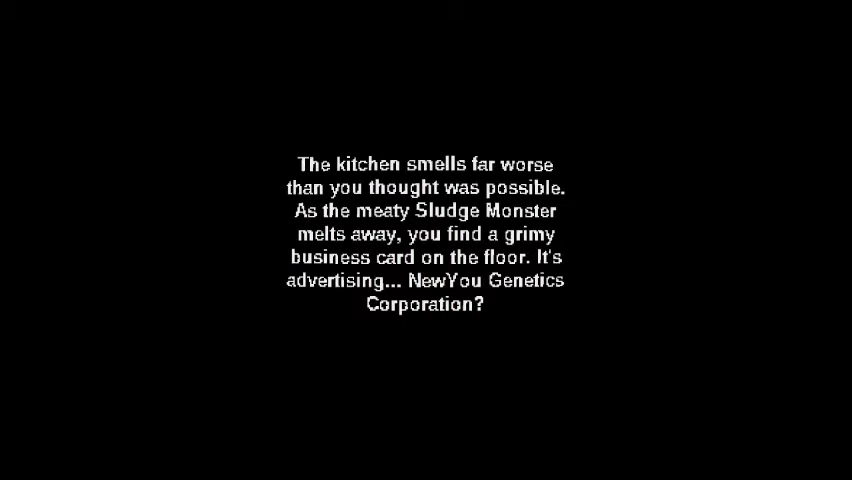 The kitchen smells far worse
than you thought was possible.
As the meaty Sludge Monster
melts away, you find a grimy
business card on the floor. It's
advertising... NewYou Genetics
Corporation?